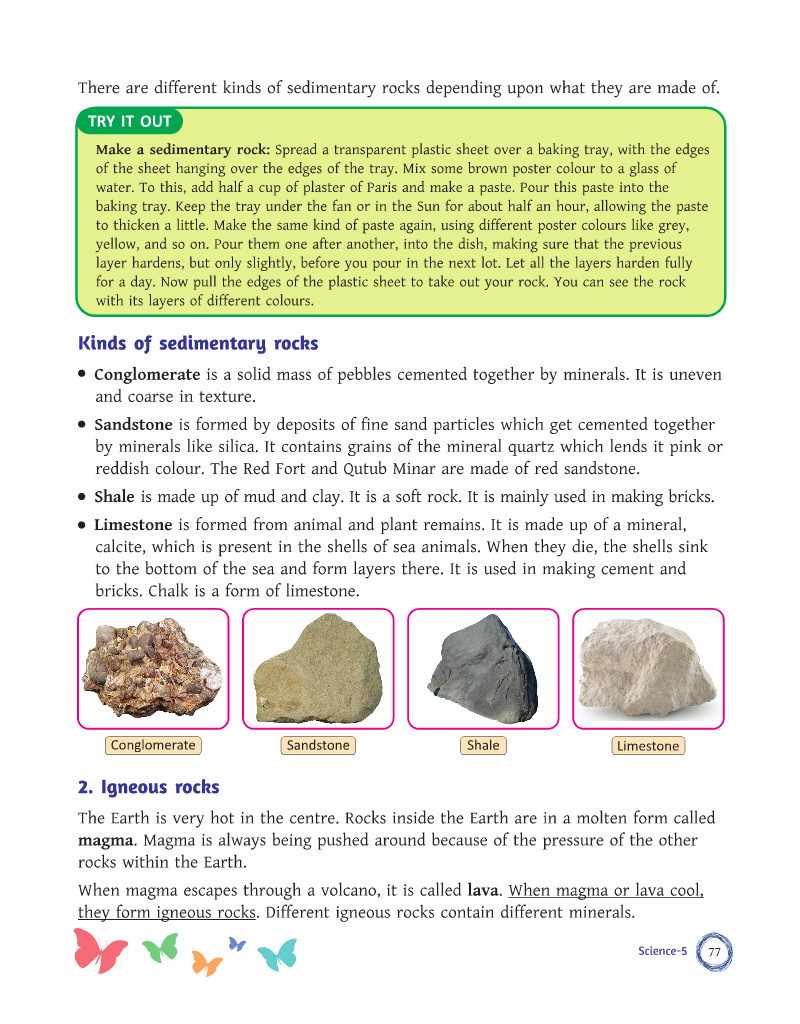 There are different kinds of sedimentary rocks depending upon what they are made of.
TRY IT OUT
Make a sedimentary rock: Spread a transparent plastic sheet over a baking tray, with the edges
of the sheet hanging over the edges of the tray. Mix some brown poster colour to a glass of
water. To this, add half a cup of plaster of Paris and make a paste. Pour this paste into the
baking tray. Keep the tray under the fan or in the Sun for about half an hour, allowing the paste
to thicken a little. Make the same kind of paste again, using different poster colours like grey,
yellow, and so on. Pour them one after another, into the dish, making sure that the previous
layer hardens, but only slightly, before you pour in the next lot. Let all the layers harden fully
for a day. Now pull the edges of the plastic sheet to take out your rock. You can see the rock
with its layers of different colours.
Kinds of sedimentary rocks
• Conglomerate is a solid mass of pebbles cemented together by minerals. It is uneven
and coarse in texture.
• Sandstone is formed by deposits of fine sand particles which get cemented together
by minerals like silica. It contains grains of the mineral quartz which lends it pink or
reddish colour. The Red Fort and Qutub Minar are made of red sandstone.
• Shale is made up of mud and clay. It is a soft rock. It is mainly used in making bricks.
• Limestone is formed from animal and plant remains. It is made up of a mineral,
calcite, which is present in the shells of sea animals. When they die, the shells sink
to the bottom of the sea and form layers there. It is used in making cement and
bricks. Chalk is a form of limestone.
Conglomerate
Sandstone
Shale
Limestone
2. Igneous rocks
The Earth is very hot in the centre. Rocks inside the Earth are in a molten form called
magma. Magma is always being pushed around because of the pressure of the other
rocks within the Earth.
When magma escapes through a volcano, it is called lava. When magma or lava cool,
they form igneous rocks. Different igneous rocks contain different minerals.
Science-5
77